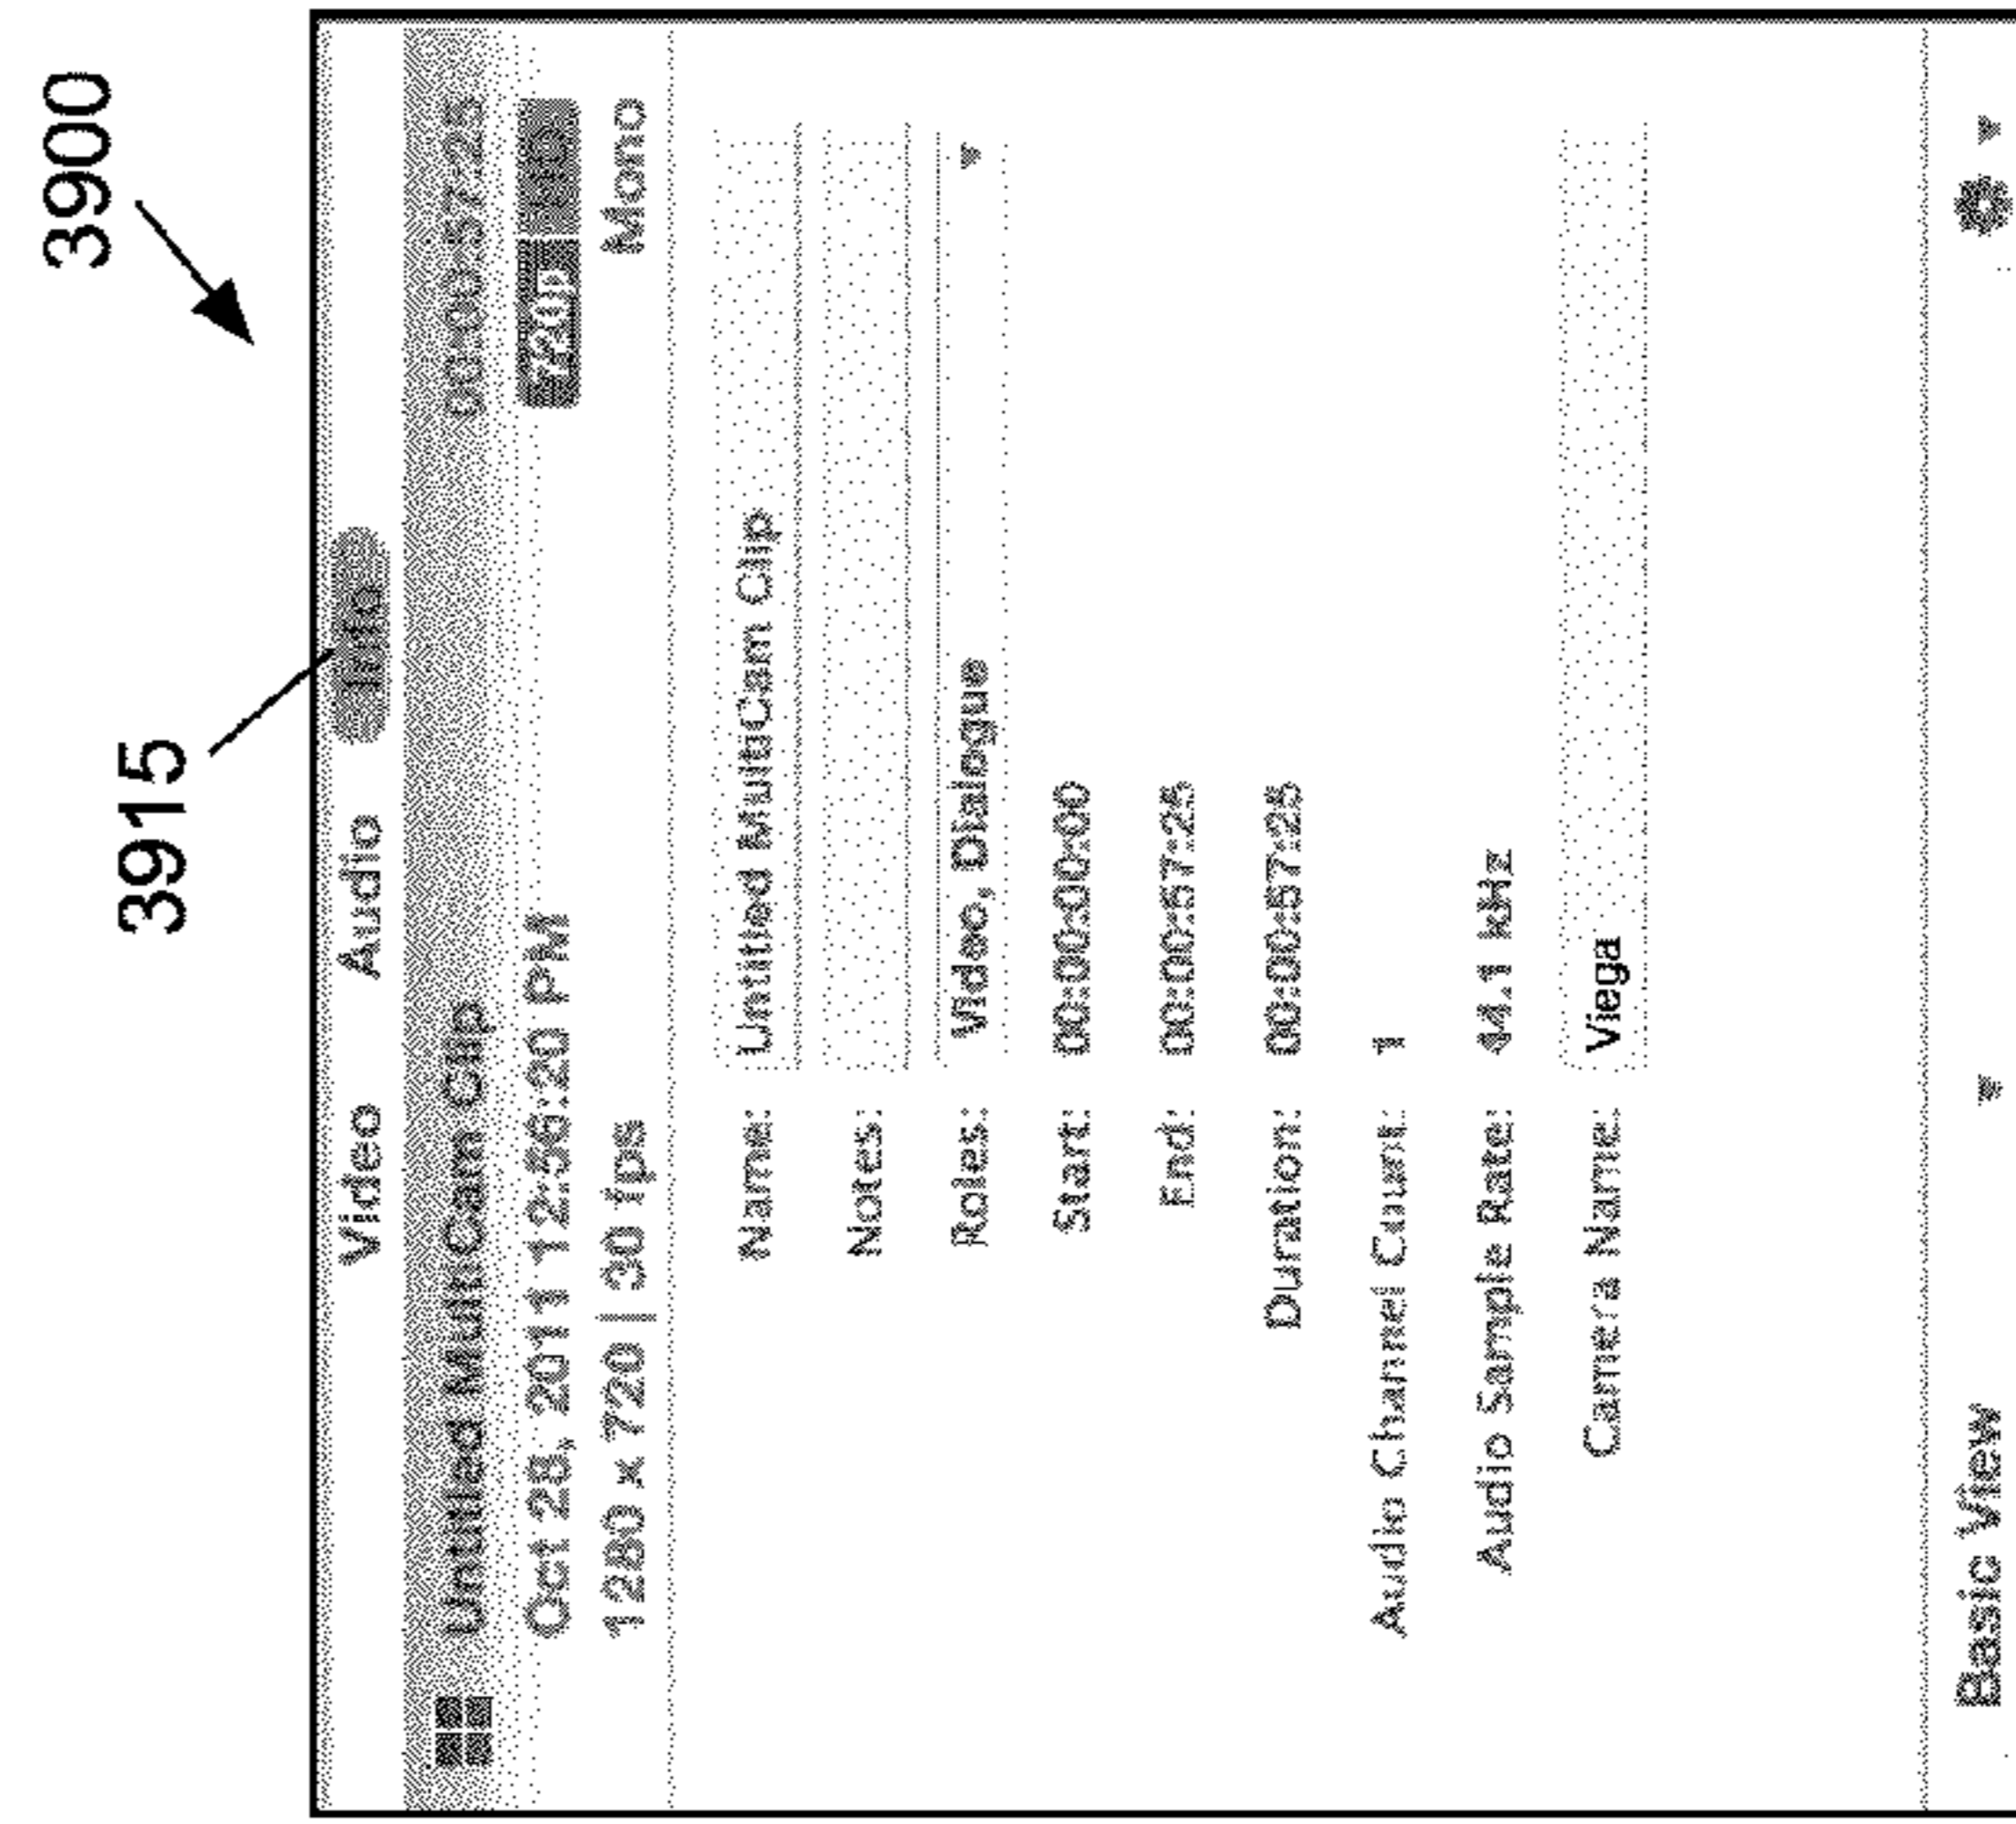 3900
3915
Video Audio Info
Untitled MultiCam Clip 00:00:57:25
Oct 28, 2011 12:56:20 PM 720p
1280 x 720 | 30 fps Mono
Name: Untitled MultiCam Clip
Notes:
Roles: Video, Dialogue
Start: 00:00:00:00
End: 00:00:57:25
Duration: 00:00:57:25
Audio Channel Count: 1
Audio Sample Rate: 44.1 kHz
Camera Name: Viega
Basic View